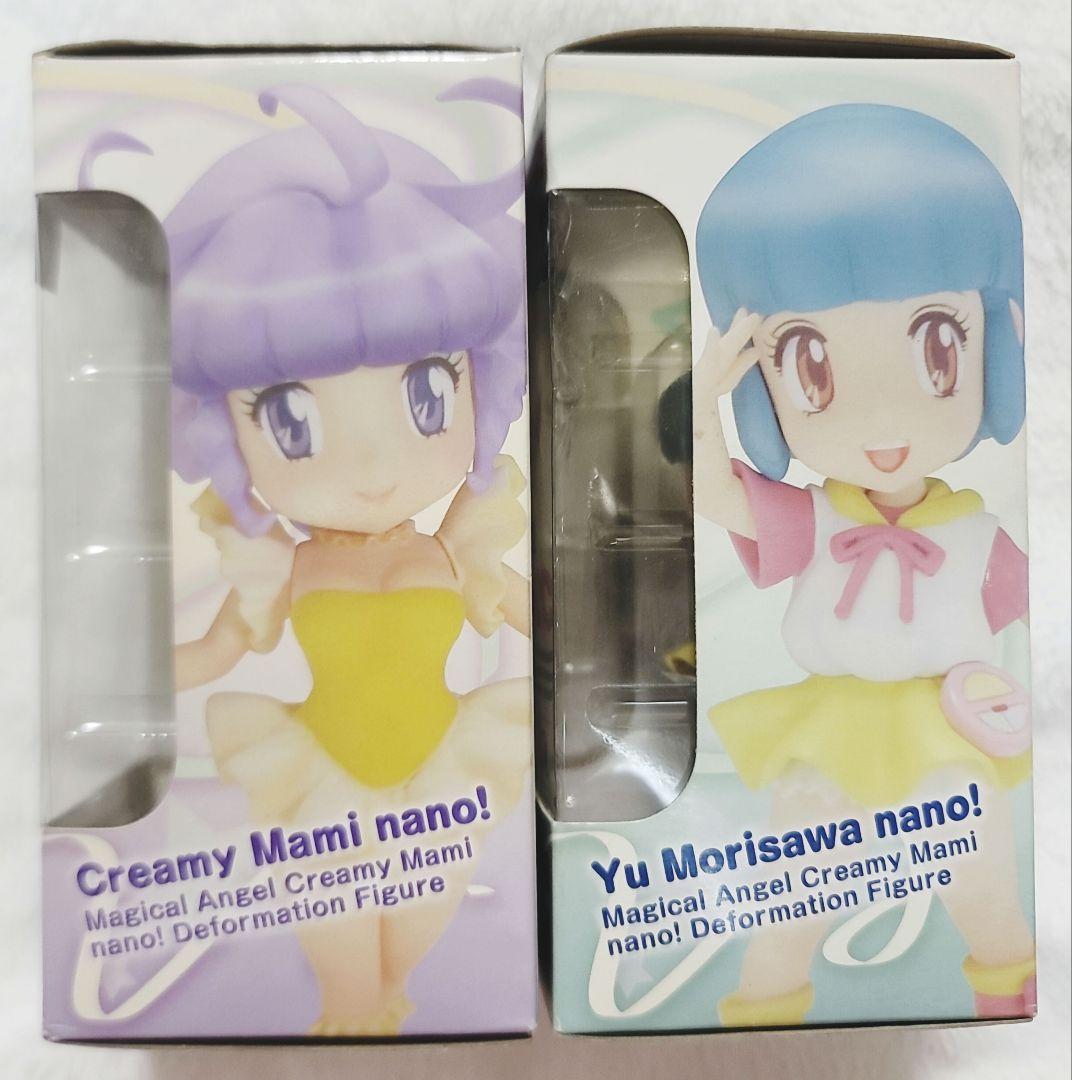 Creamy Mami nano!
Magical Angel Creamy Mami
nano! Deformation Figure
Yu Morisawa nano!
Magical Angel Creamy Mami
nano! Deformation Figure